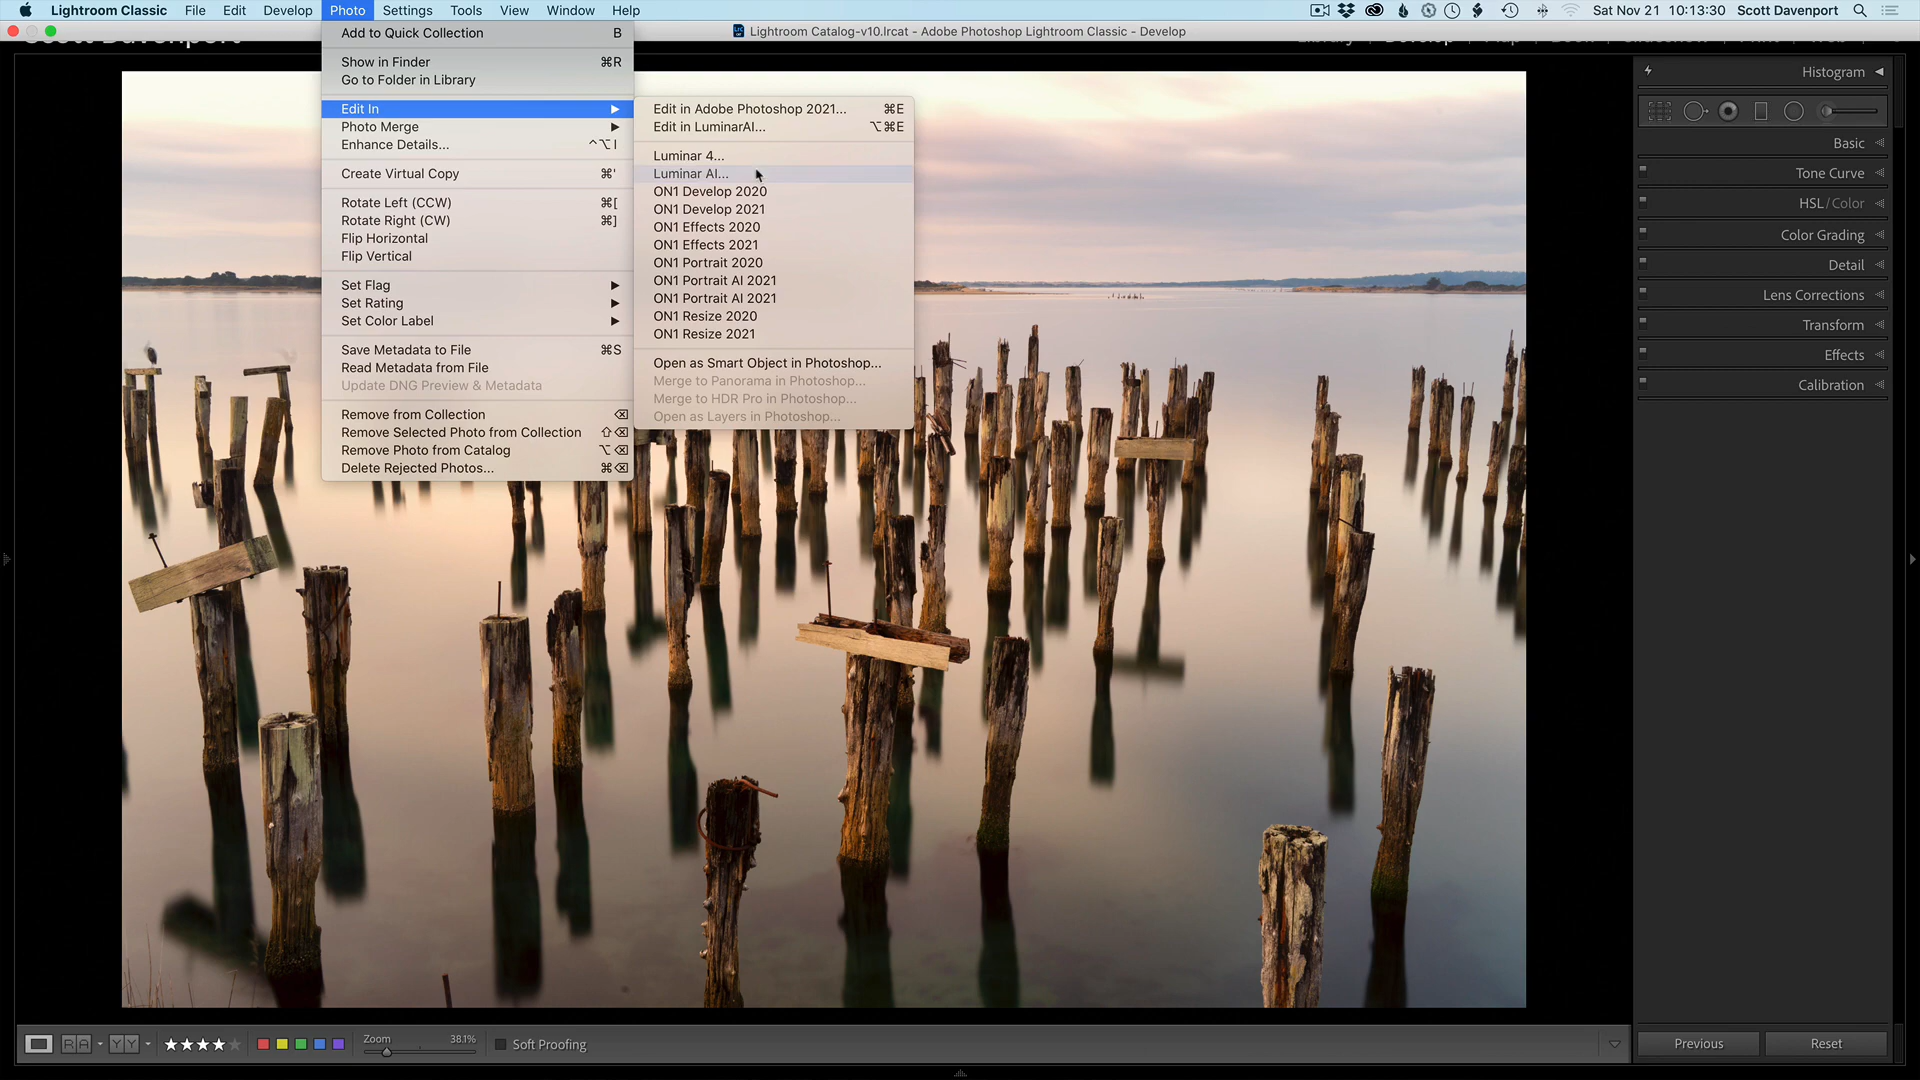 Lightroom Classic File Edit Develop Photo Settings Tools View Window Help Sat Nov 21 10:13:30 Scott Davenport
Lightroom Catalog-v10.lrcat - Adobe Photoshop Lightroom Classic - Develop
Scott Davenport
Add to Quick Collection B
Show in Finder ⌘R
Go to Folder in Library
Edit In ▶
Photo Merge ▶
Enhance Details... ^⌥I
Create Virtual Copy ⌘'
Rotate Left (CCW) ⌘[
Rotate Right (CW) ⌘]
Flip Horizontal
Flip Vertical
Set Flag ▶
Set Rating ▶
Set Color Label ▶
Save Metadata to File ⌘S
Read Metadata from File
Update DNG Preview & Metadata
Remove from Collection ⌫
Remove Selected Photo from Collection ⇧⌫
Remove Photo from Catalog ⌥⌫
Delete Rejected Photos... ⌘⌫
Edit in Adobe Photoshop 2021... ⌘E
Edit in LuminarAI... ⌥⌘E
Luminar 4...
Luminar AI...
ON1 Develop 2020
ON1 Develop 2021
ON1 Effects 2020
ON1 Effects 2021
ON1 Portrait 2020
ON1 Portrait AI 2021
ON1 Portrait AI 2021
ON1 Resize 2020
ON1 Resize 2021
Open as Smart Object in Photoshop...
Merge to Panorama in Photoshop...
Merge to HDR Pro in Photoshop...
Open as Layers in Photoshop...
Histogram
Basic
Tone Curve
HSL / Color
Color Grading
Detail
Lens Corrections
Transform
Effects
Calibration
RA YY Zoom 38.1% Soft Proofing
Previous Reset